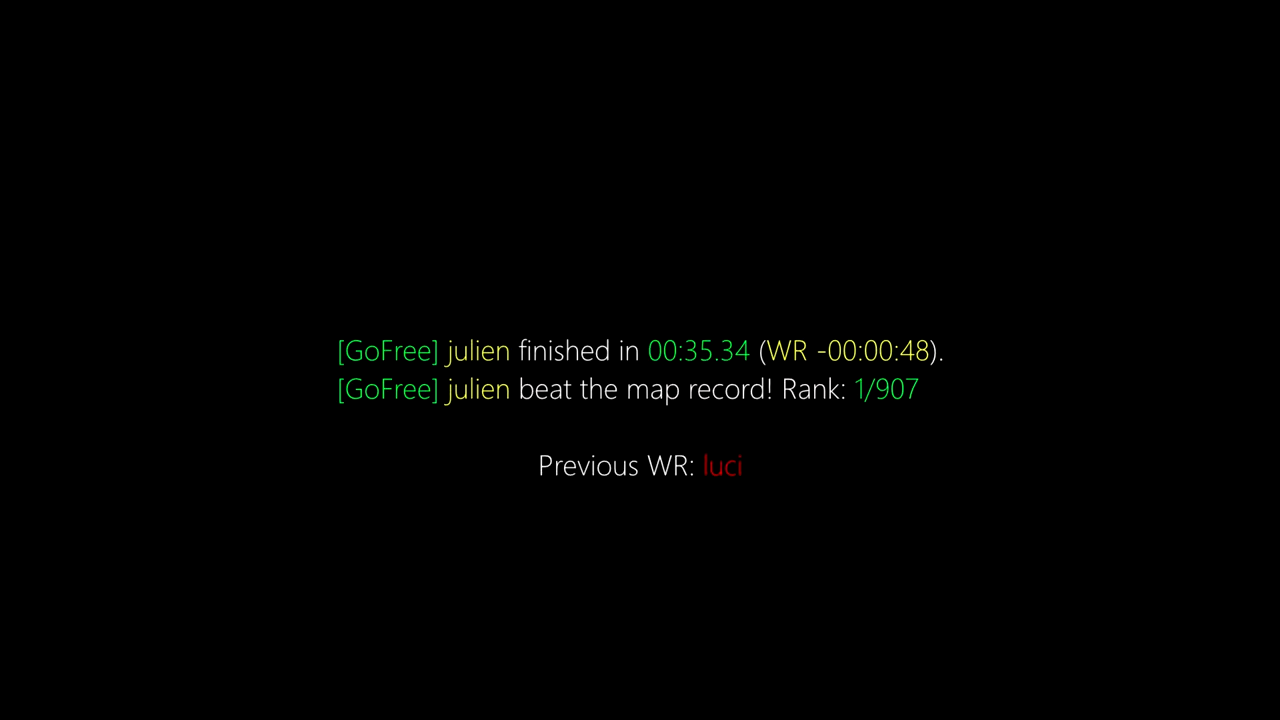 [GoFree] julien finished in 00:35.34 (WR -00:00:48).
[GoFree] julien beat the map record! Rank: 1/907
Previous WR: luci